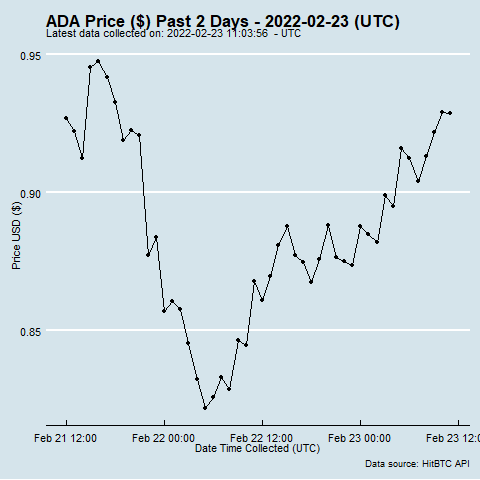 ADA Price ($) Past 2 Days - 2022-02-23 (UTC)
Latest data collected on: 2022-02-23 11:03:56 - UTC
0.95
0.90
0.85
Price USD ($)
Feb 21 12:00 Feb 22 00:00 Feb 22 12:00 Feb 23 00:00 Feb 23 12:
Date Time Collected (UTC)
Data source: HitBTC API